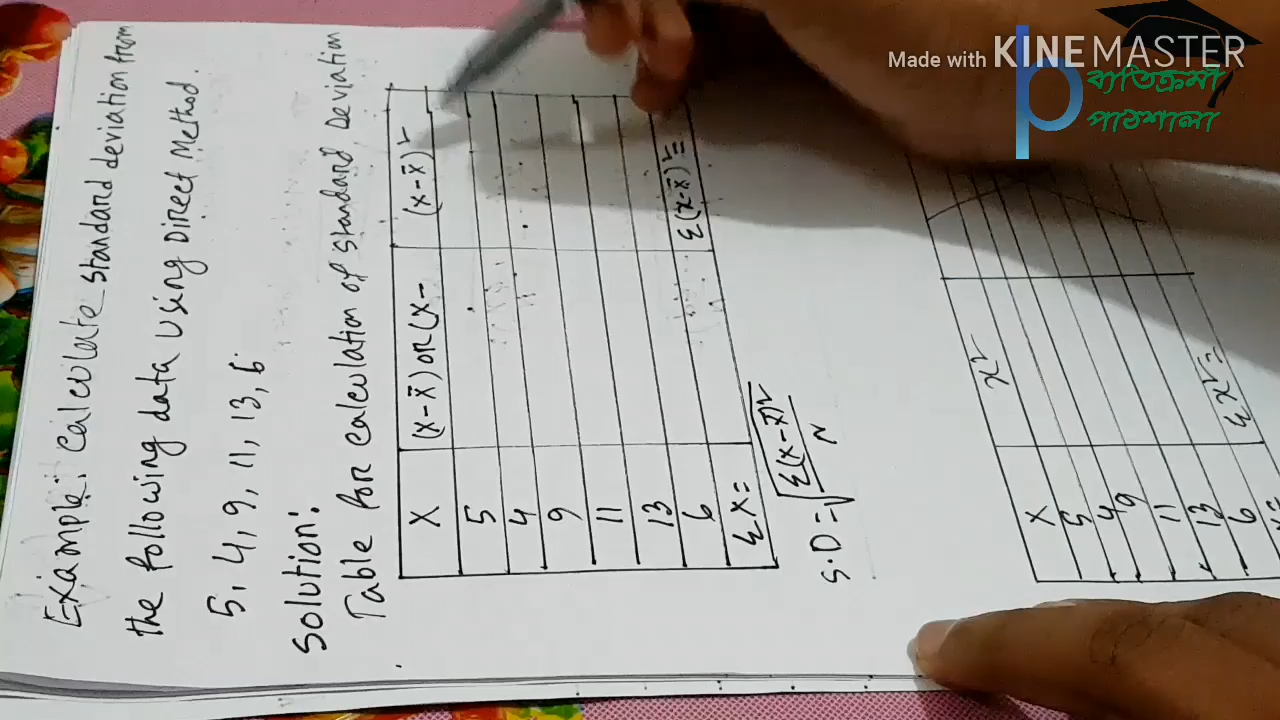 Example: Calculate standard deviation from
the following data using Direct Method.
5, 4, 9, 11, 13, 6.
Solution:
Table for calculation of standard Deviation
X (x-x̄) OR (x- (x-x̄)²
5
4
9
11
13
6
ΣX= Σ(x-x̄)²=
S.D=√Σ(x-x̄)²/N
X x²
5
4
9
11
13
6
Σx²=
Made with KINEMASTER
ব্যতিক্রমী
পাঠশালা